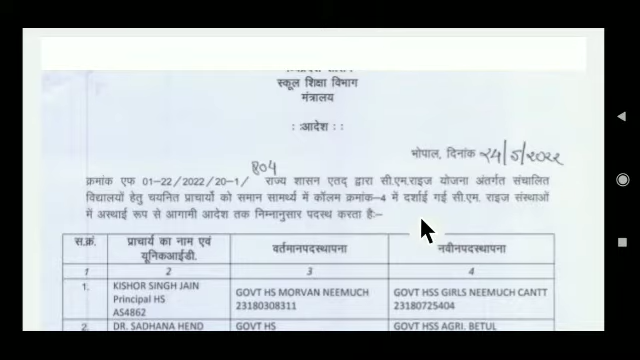 स्कूल शिक्षा विभाग
मंत्रालय
: :आदेश : :
भोपाल, दिनांक 24/5/2022
804
क्रमांक एफ 01-22/2022/20-1/ राज्य शासन एतद् द्वारा सी.एम.राइज योजना अंतर्गत संचालित
विद्यालयों हेतु चयनित प्राचार्यों को समान सामर्थ्य में कॉलम क्रमांक-4 में दर्शाई गई सी.एम. राइज संस्थाओं
में अस्थाई रूप से आगामी आदेश तक निम्नानुसार पदस्थ करता है:-
स.क्रं. प्राचार्य का नाम एवं यूनिकआईडी. वर्तमानपदस्थापना नवीनपदस्थापना
1 2 3 4
1. KISHOR SINGH JAIN Principal HS AS4862 GOVT HS MORVAN NEEMUCH 23180308311 GOVT HSS GIRLS NEEMUCH CANTT 23180725404
2. DR. SADHANA HEND GOVT HS GOVT HSS AGRI. BETUL